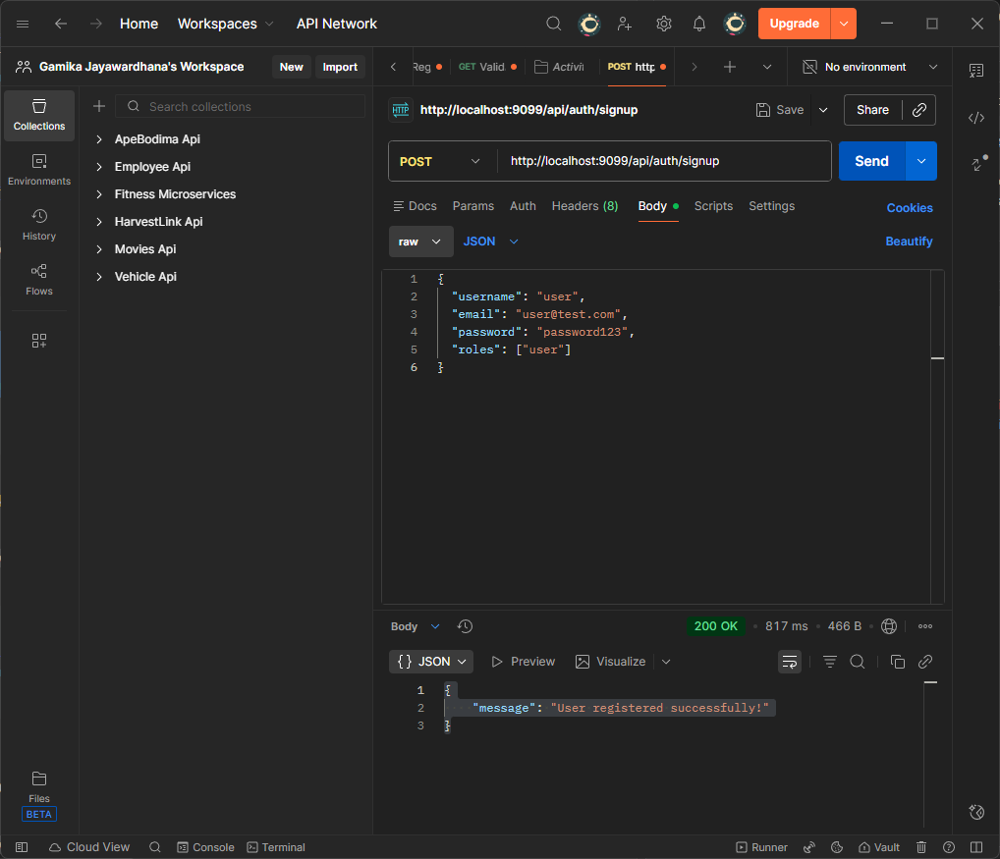 Home Workspaces API Network Upgrade
Gamika Jayawardhana's Workspace New Import
Reg GET Valid. Activit POST http No environment
Collections
Environments
History
Flows
Files
BETA
Search collections
ApeBodima Api
Employee Api
Fitness Microservices
HarvestLink Api
Movies Api
Vehicle Api
HTTP http://localhost:9099/api/auth/signup Save Share
POST http://localhost:9099/api/auth/signup Send
Docs Params Auth Headers (8) Body Scripts Settings Cookies
raw JSON Beautify
1 {
2 "username": "user",
3 "email": "user@test.com",
4 "password": "password123",
5 "roles": ["user"]
6 }
Body 200 OK 817 ms 466 B
{} JSON Preview Visualize
1 {
2 "message": "User registered successfully!"
3 }
Cloud View Console Terminal Runner Vault